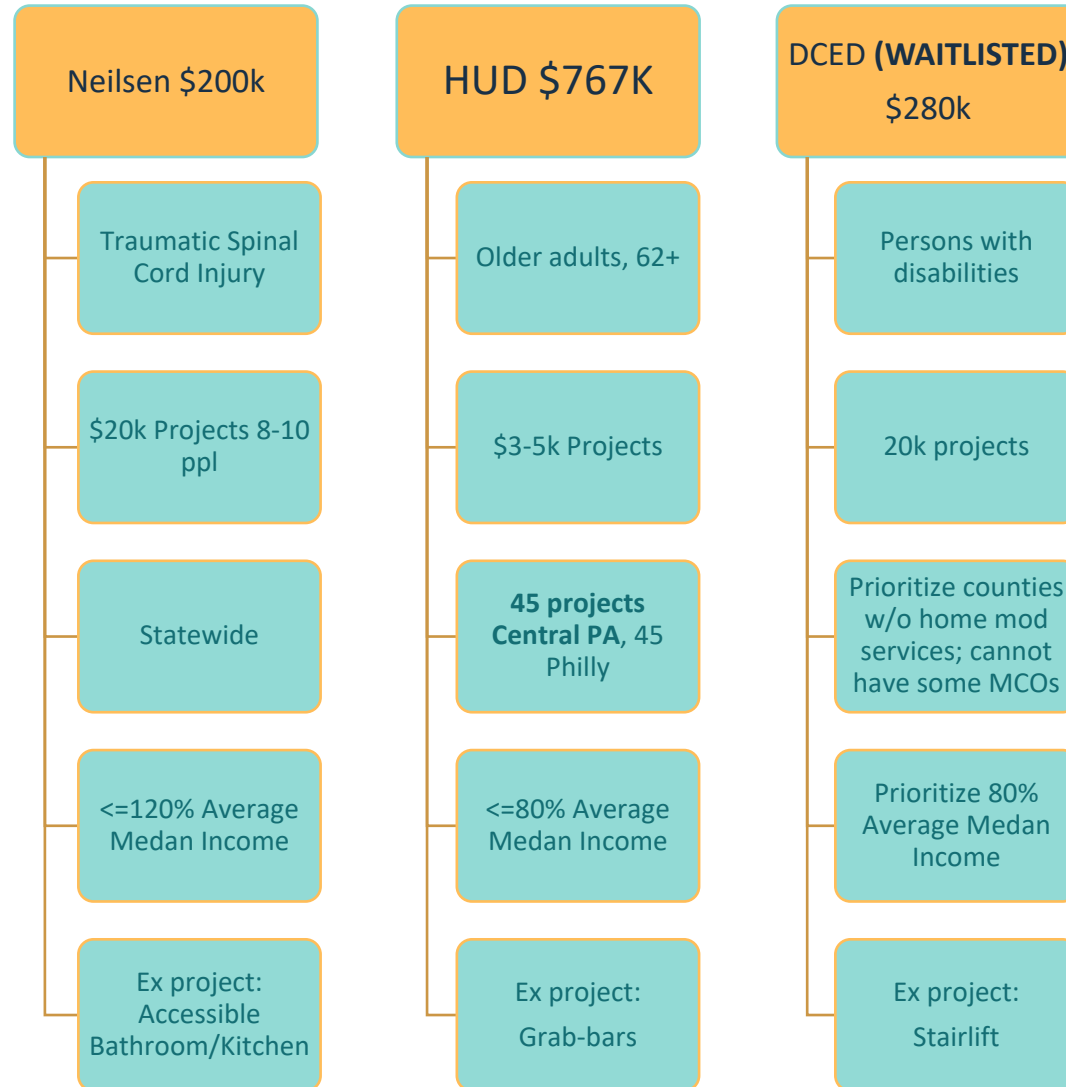 Neilsen $200k
Traumatic Spinal
Cord Injury
$20k Projects 8-10
ppl
Statewide
<=120% Average
Medan Income
Ex project:
Accessible
Bathroom/Kitchen
HUD $767K
Older adults, 62+
$3-5k Projects
45 projects
Central PA, 45
Philly
<=80% Average
Medan Income
Ex project:
Grab-bars
DCED (WAITLISTED)
$280k
Persons with
disabilities
20k projects
Prioritize counties
w/o home mod
services; cannot
have some MCOs
Prioritize 80%
Average Medan
Income
Ex project:
Stairlift